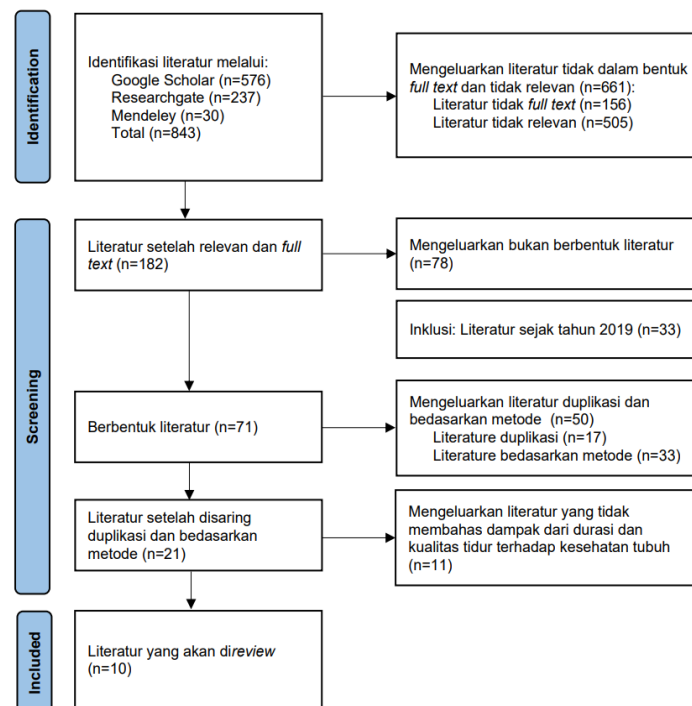 Identification
Identifikasi literatur melalui:
Google Scholar (n=576)
Researchgate (n=237)
Mendeley (n=30)
Total (n=843)
Mengeluarkan literatur tidak dalam bentuk
full text dan tidak relevan (n=661):
Literatur tidak full text (n=156)
Literatur tidak relevan (n=505)
Screening
Literatur setelah relevan dan full
text (n=182)
Mengeluarkan bukan berbentuk literatur
(n=78)
Inklusi: Literatur sejak tahun 2019 (n=33)
Berbentuk literatur (n=71)
Mengeluarkan literatur duplikasi dan
bedasarkan metode (n=50)
Literature duplikasi (n=17)
Literature bedasarkan metode (n=33)
Literatur setelah disaring
duplikasi dan bedasarkan
metode (n=21)
Mengeluarkan literatur yang tidak
membahas dampak dari durasi dan
kualitas tidur terhadap kesehatan tubuh
(n=11)
Included
Literatur yang akan direview
(n=10)